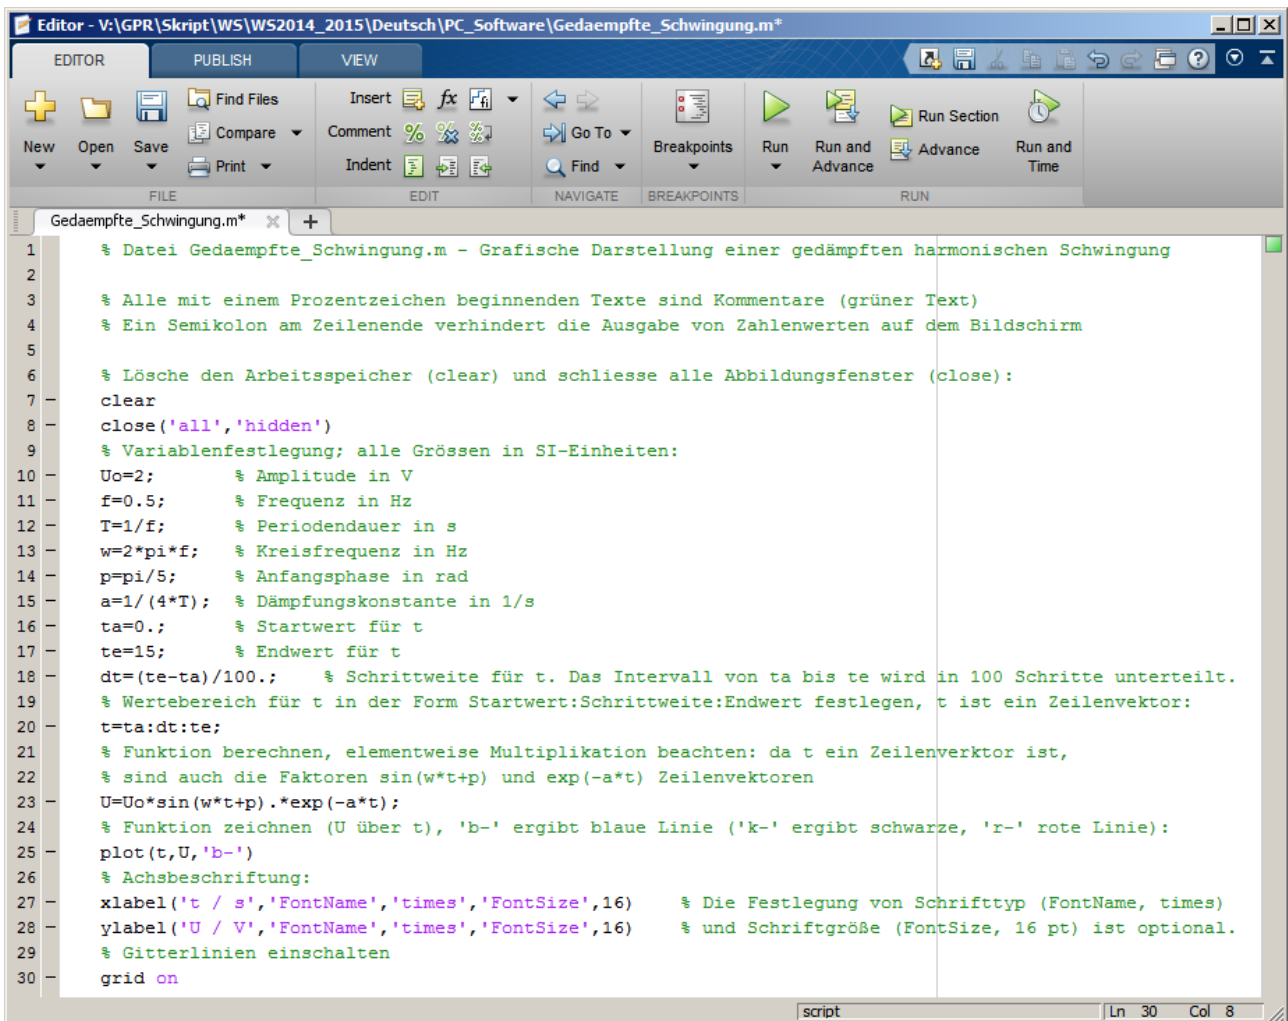 Editor - V:\GPR\Skript\WS\WS2014_2015\Deutsch\PC_Software\Gedaempfte_Schwingung.m*
EDITOR PUBLISH VIEW
New Open Save Find Files Compare Print
Insert fx fi
Comment % % %
Indent
Go To Find
Breakpoints
Run Run and Advance Run Section Advance Run and Time
FILE EDIT NAVIGATE BREAKPOINTS RUN
Gedaempfte_Schwingung.m* +
1 % Datei Gedaempfte_Schwingung.m - Grafische Darstellung einer gedämpften harmonischen Schwingung
2
3 % Alle mit einem Prozentzeichen beginnenden Texte sind Kommentare (grüner Text)
4 % Ein Semikolon am Zeilenende verhindert die Ausgabe von Zahlenwerten auf dem Bildschirm
5
6 % Lösche den Arbeitsspeicher (clear) und schliesse alle Abbildungsfenster (close):
7 - clear
8 - close('all','hidden')
9 % Variablenfestlegung; alle Grössen in SI-Einheiten:
10 - Uo=2; % Amplitude in V
11 - f=0.5; % Frequenz in Hz
12 - T=1/f; % Periodendauer in s
13 - w=2*pi*f; % Kreisfrequenz in Hz
14 - p=pi/5; % Anfangsphase in rad
15 - a=1/(4*T); % Dämpfungskonstante in 1/s
16 - ta=0.; % Startwert für t
17 - te=15; % Endwert für t
18 - dt=(te-ta)/100.; % Schrittweite für t. Das Intervall von ta bis te wird in 100 Schritte unterteilt.
19 % Wertebereich für t in der Form Startwert:Schrittweite:Endwert festlegen, t ist ein Zeilenvektor:
20 - t=ta:dt:te;
21 % Funktion berechnen, elementweise Multiplikation beachten: da t ein Zeilenverktor ist,
22 % sind auch die Faktoren sin(w*t+p) und exp(-a*t) Zeilenvektoren
23 - U=Uo*sin(w*t+p).*exp(-a*t);
24 % Funktion zeichnen (U über t), 'b-' ergibt blaue Linie ('k-' ergibt schwarze, 'r-' rote Linie):
25 - plot(t,U,'b-')
26 % Achsbeschriftung:
27 - xlabel('t / s','FontName','times','FontSize',16) % Die Festlegung von Schrifttyp (FontName, times)
28 - ylabel('U / V','FontName','times','FontSize',16) % und Schriftgröße (FontSize, 16 pt) ist optional.
29 % Gitterlinien einschalten
30 - grid on
script Ln 30 Col 8